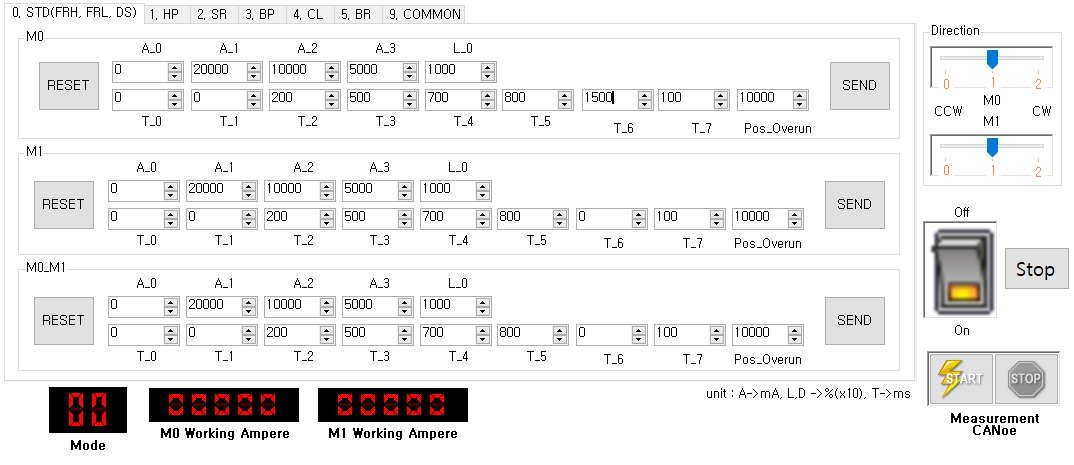 0, STD(FRH, FRL, DS) 1, HP 2, SR 3, BP 4, CL 5, BR 9, COMMON
M0
A_0 A_1 A_2 A_3 L_0
RESET 0 20000 10000 5000 1000 SEND
0 0 200 500 700 800 1500 100 10000
T_0 T_1 T_2 T_3 T_4 T_5 T_6 T_7 Pos_Overun
M1
A_0 A_1 A_2 A_3 L_0
RESET 0 20000 10000 5000 1000 SEND
0 0 200 500 700 800 0 100 10000
T_0 T_1 T_2 T_3 T_4 T_5 T_6 T_7 Pos_Overun
M0_M1
A_0 A_1 A_2 A_3 L_0
RESET 0 20000 10000 5000 1000 SEND
0 0 200 500 700 800 0 100 10000
T_0 T_1 T_2 T_3 T_4 T_5 T_6 T_7 Pos_Overun
unit : A->mA, L,D ->%(x10), T->ms
00
Mode
M0 Working Ampere
M1 Working Ampere
Direction
0 1 2
M0
CCW CW
M1
0 1 2
Off
Stop
On
START STOP
Measurement
CANoe